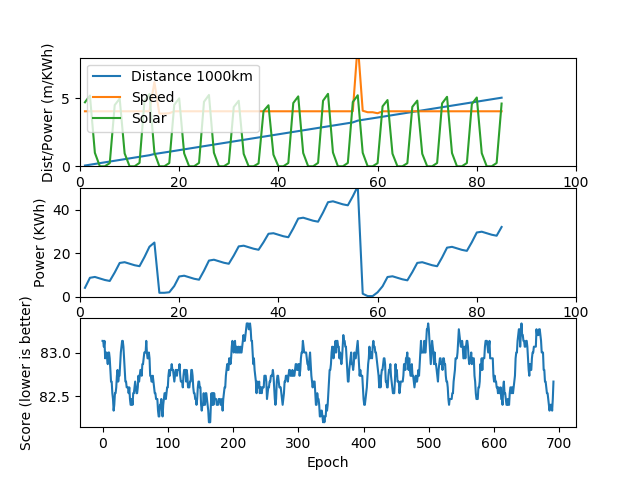 Dist/Power (m/KWh)
5
0
Distance 1000km
Speed
Solar
0 20 40 60 80 100
Power (KWh)
40
20
0
0 20 40 60 80 100
Score (lower is better)
83.0
82.5
0 100 200 300 400 500 600 700
Epoch